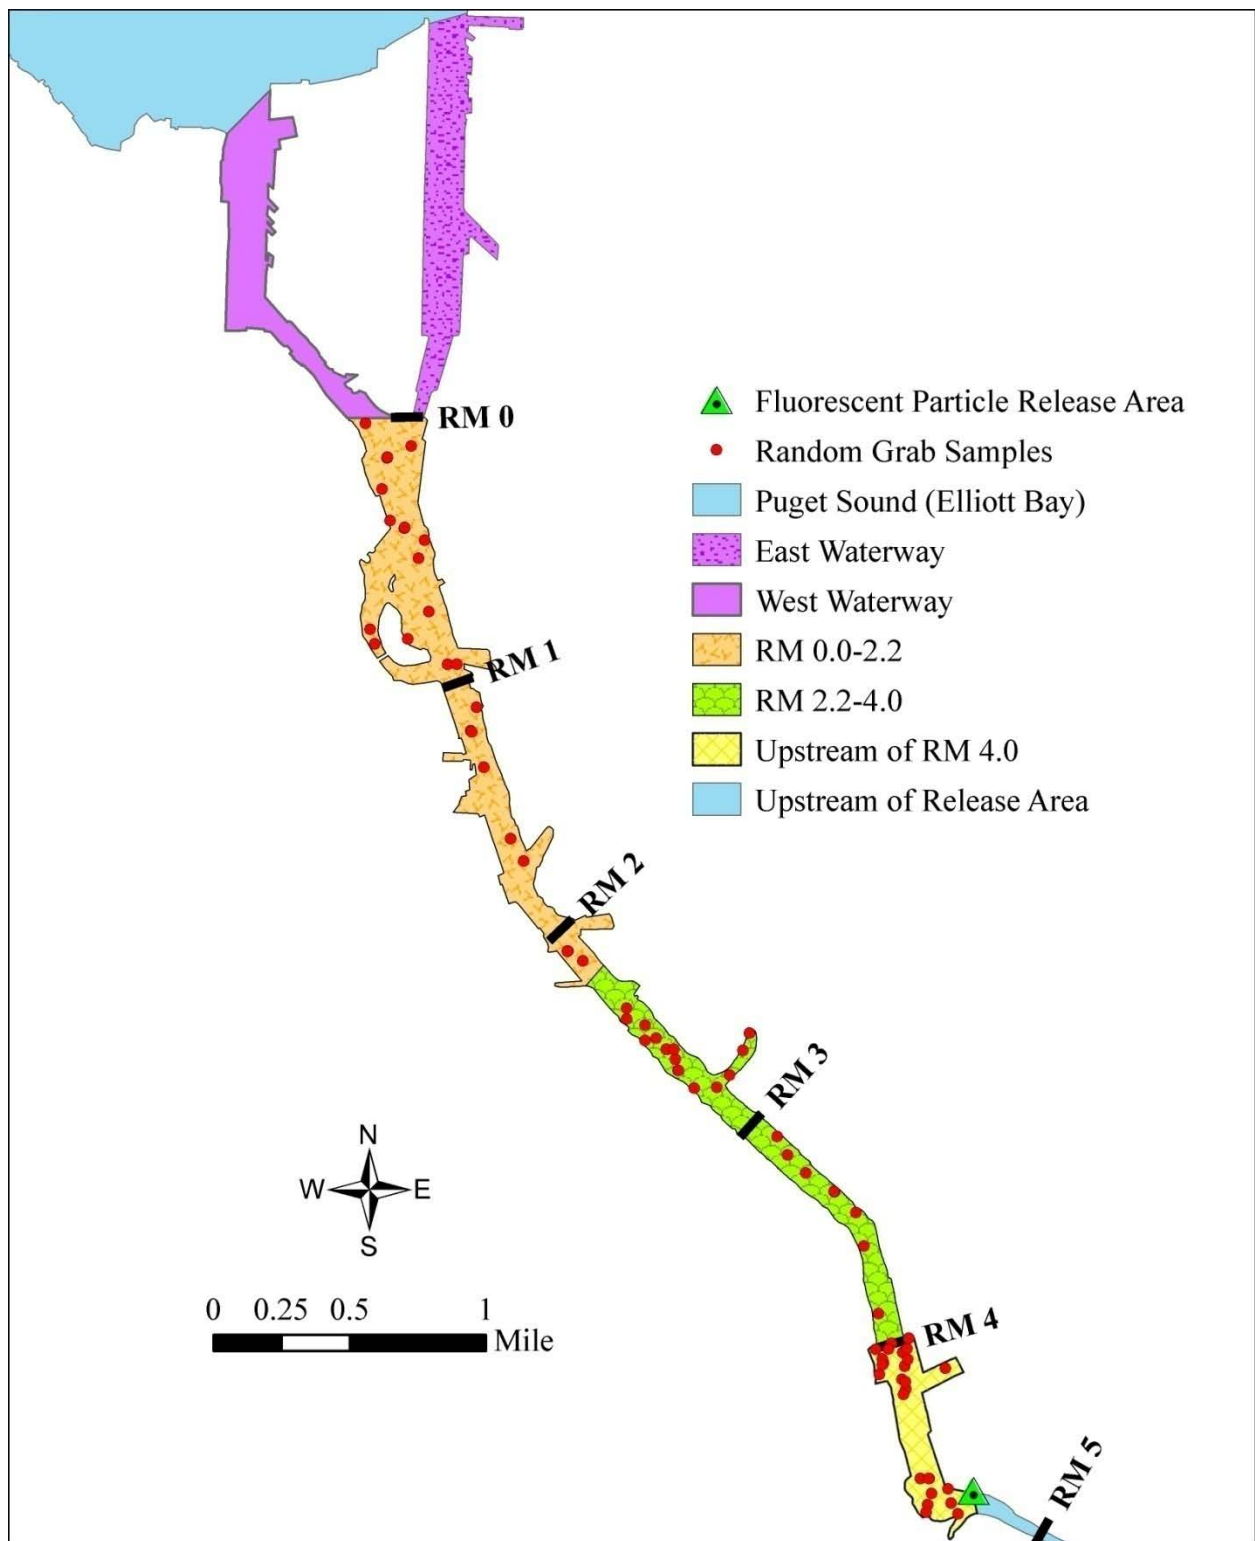 RM 0
Fluorescent Particle Release Area
Random Grab Samples
Puget Sound (Elliott Bay)
East Waterway
West Waterway
RM 0.0-2.2
RM 2.2-4.0
Upstream of RM 4.0
Upstream of Release Area
RM 1
RM 2
RM 3
N
W E
S
0 0.25 0.5 1
Mile
RM 4
RM 5